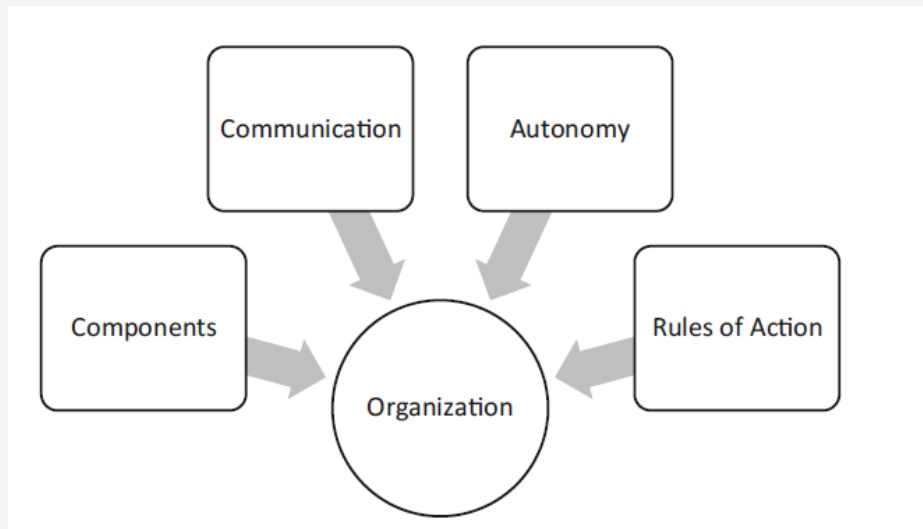 Communication
Autonomy
Components
Rules of Action
Organization